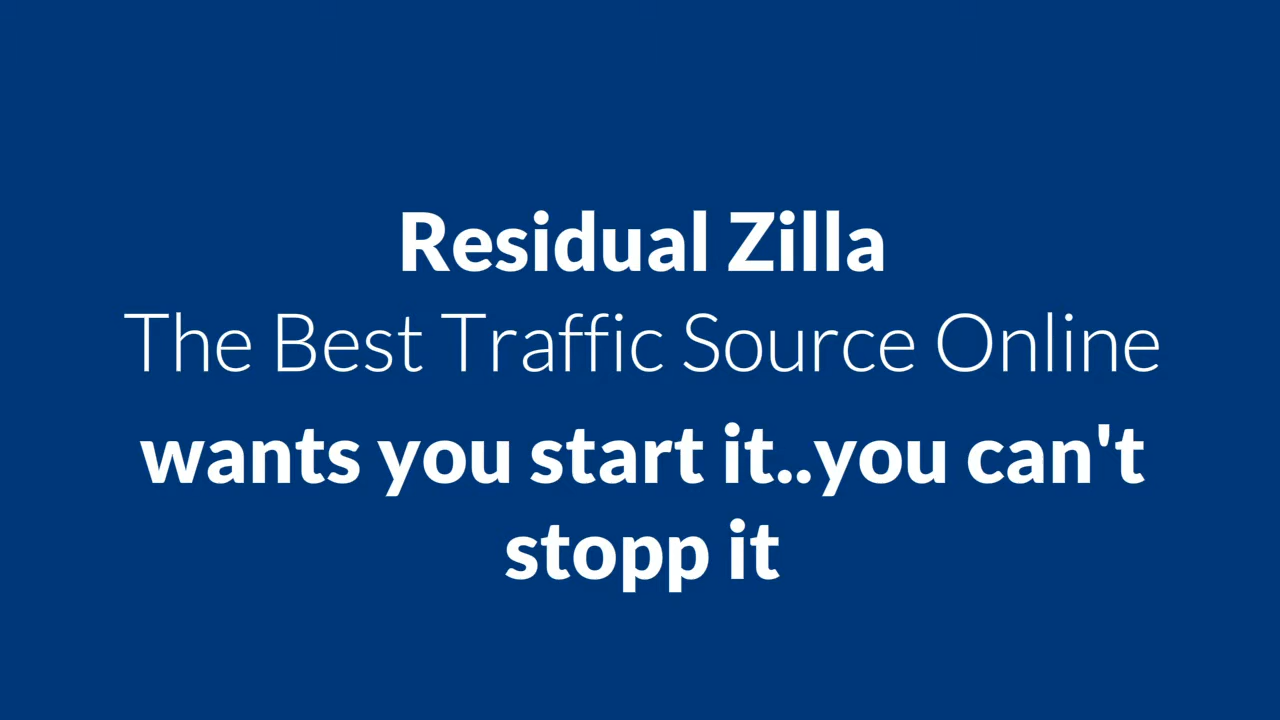 Residual Zilla
The Best Traffic Source Online
wants you start it..you can't
stopp it